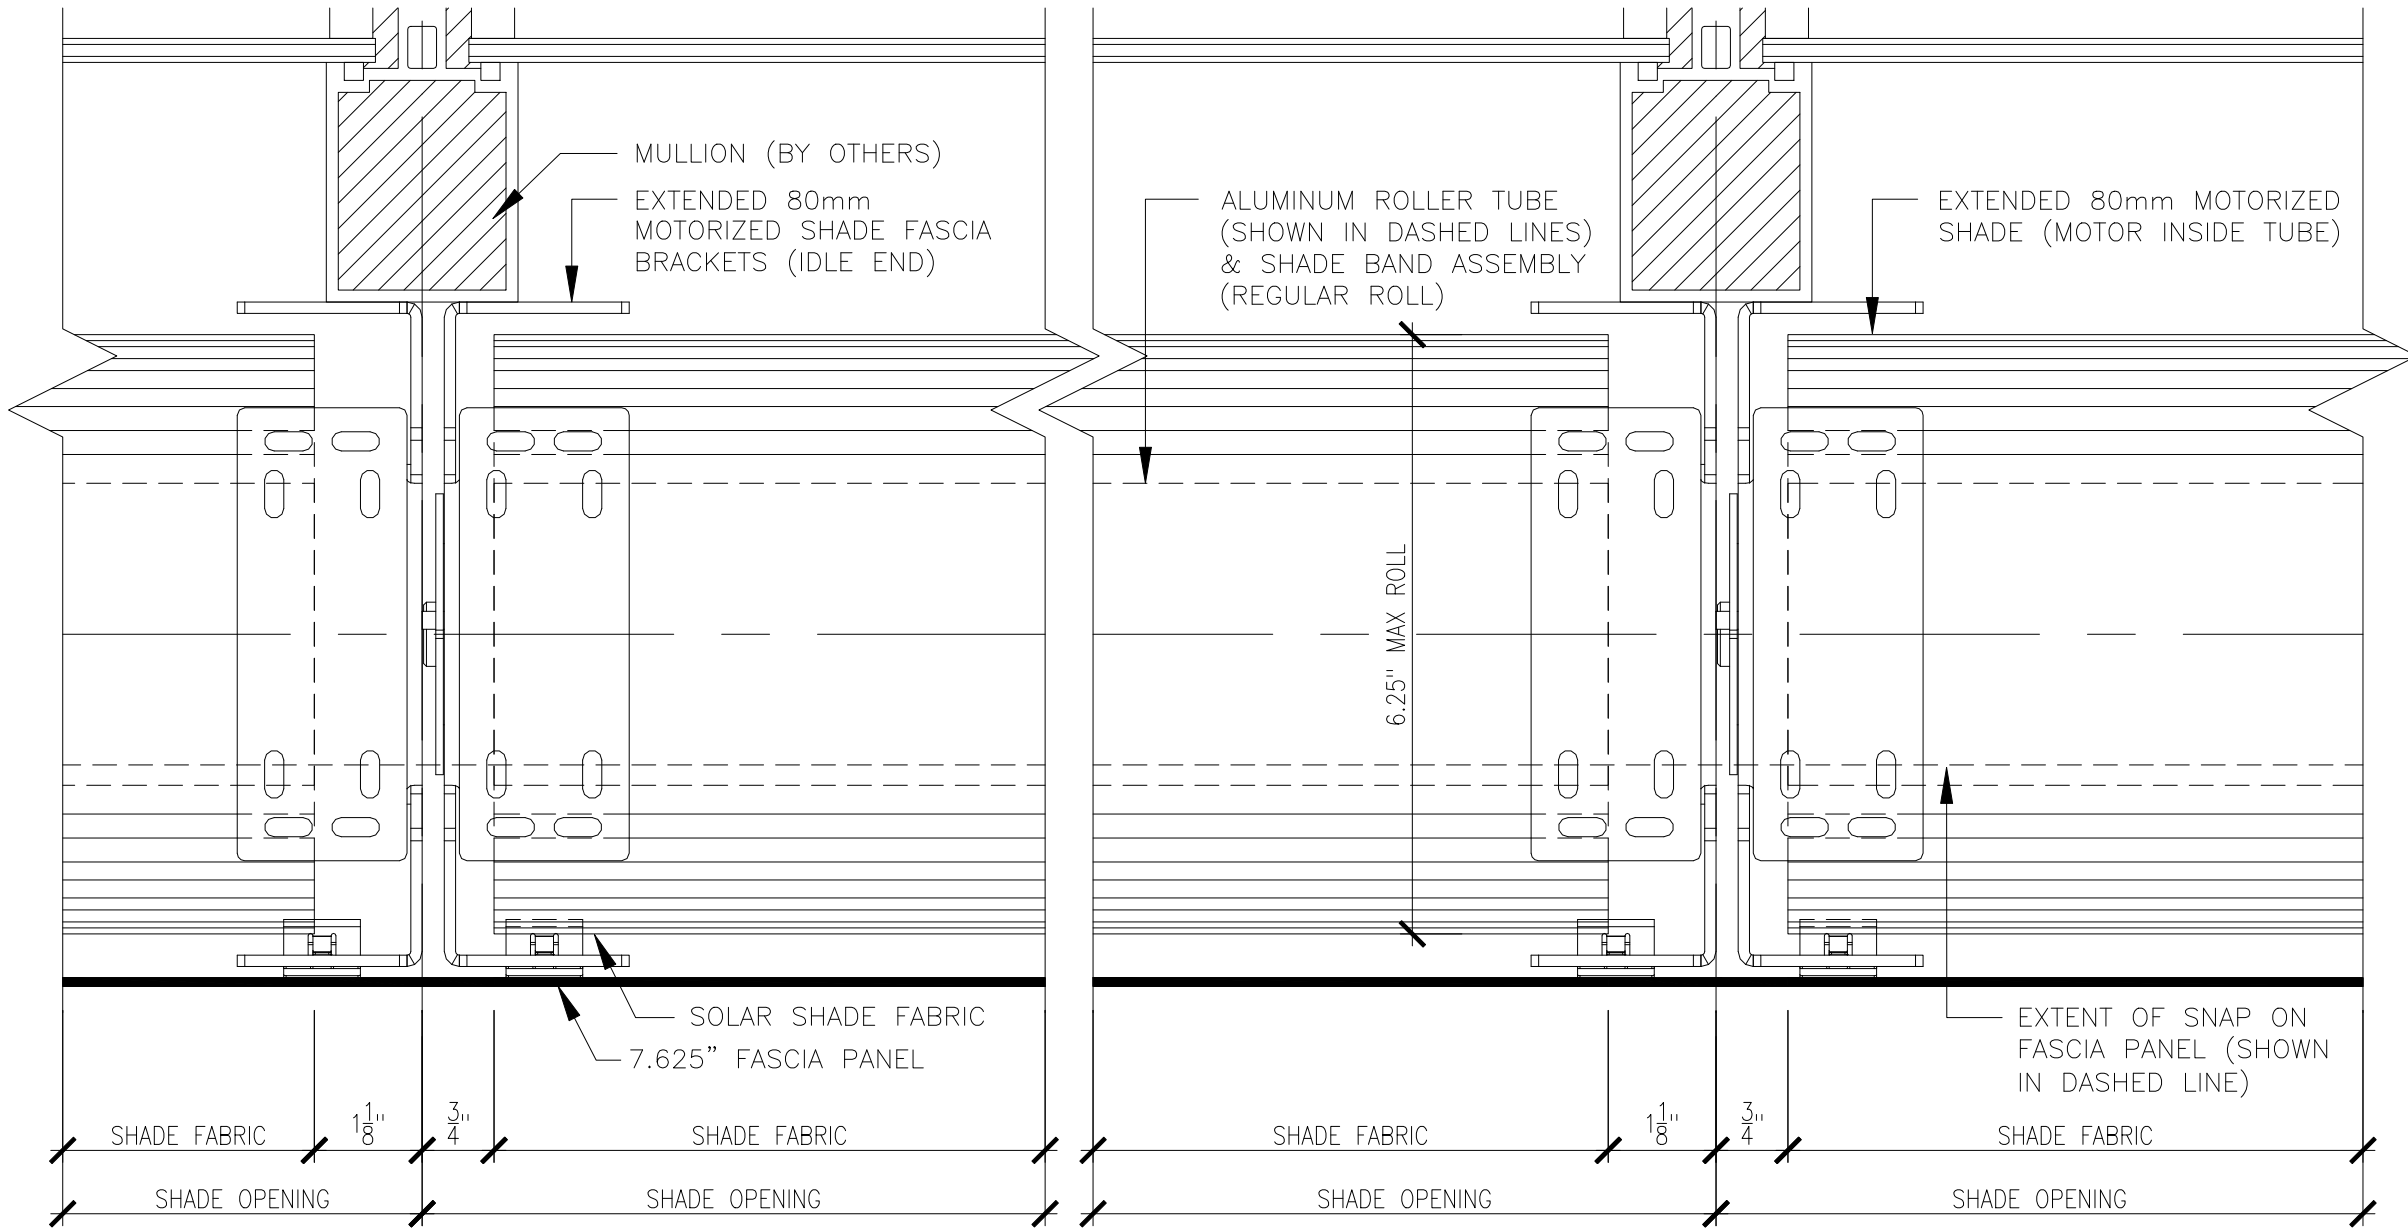 MULLION (BY OTHERS)
EXTENDED 80mm
MOTORIZED SHADE FASCIA
BRACKETS (IDLE END)
ALUMINUM ROLLER TUBE
(SHOWN IN DASHED LINES)
& SHADE BAND ASSEMBLY
(REGULAR ROLL)
EXTENDED 80mm MOTORIZED
SHADE (MOTOR INSIDE TUBE)
6.25" MAX ROLL
SOLAR SHADE FABRIC
7.625” FASCIA PANEL
EXTENT OF SNAP ON
FASCIA PANEL (SHOWN
IN DASHED LINE)
SHADE FABRIC
1 1/8"
3/4"
SHADE FABRIC
SHADE FABRIC
1 1/8"
3/4"
SHADE FABRIC
SHADE OPENING
SHADE OPENING
SHADE OPENING
SHADE OPENING